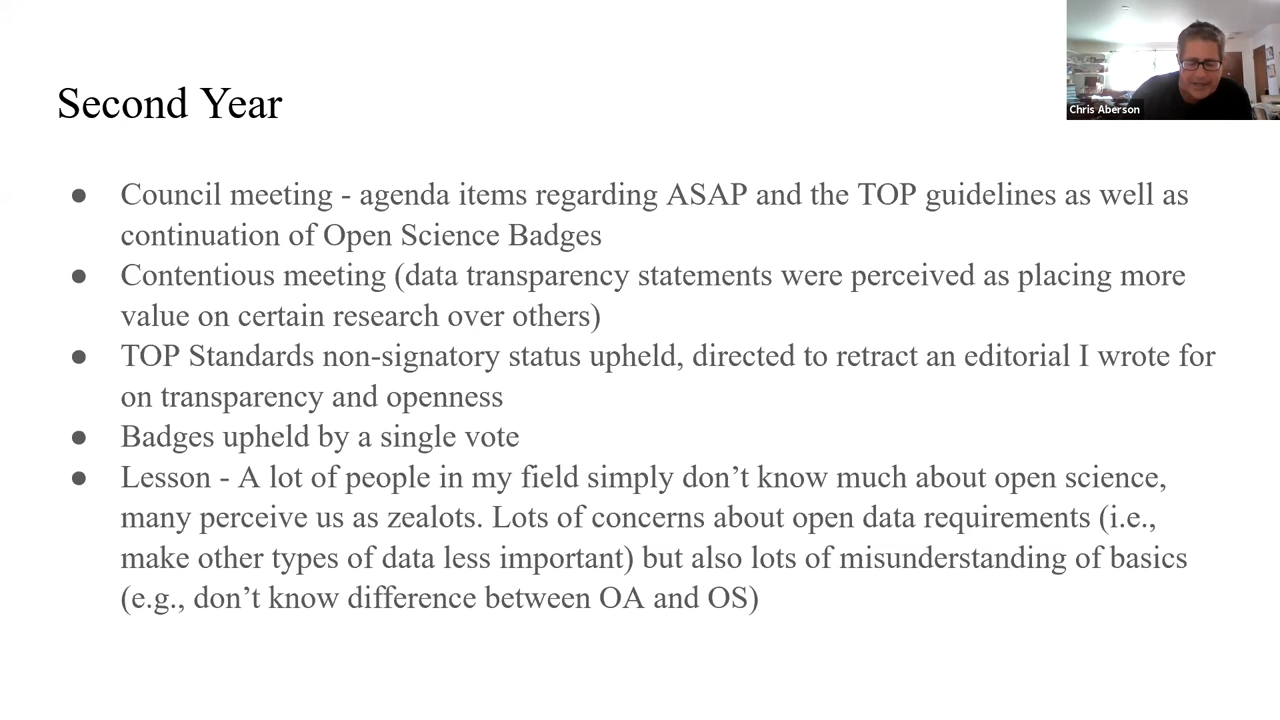 Second Year
Chris Aberson
● Council meeting - agenda items regarding ASAP and the TOP guidelines as well as
continuation of Open Science Badges
● Contentious meeting (data transparency statements were perceived as placing more
value on certain research over others)
● TOP Standards non-signatory status upheld, directed to retract an editorial I wrote for
on transparency and openness
● Badges upheld by a single vote
● Lesson - A lot of people in my field simply don’t know much about open science,
many perceive us as zealots. Lots of concerns about open data requirements (i.e.,
make other types of data less important) but also lots of misunderstanding of basics
(e.g., don’t know difference between OA and OS)